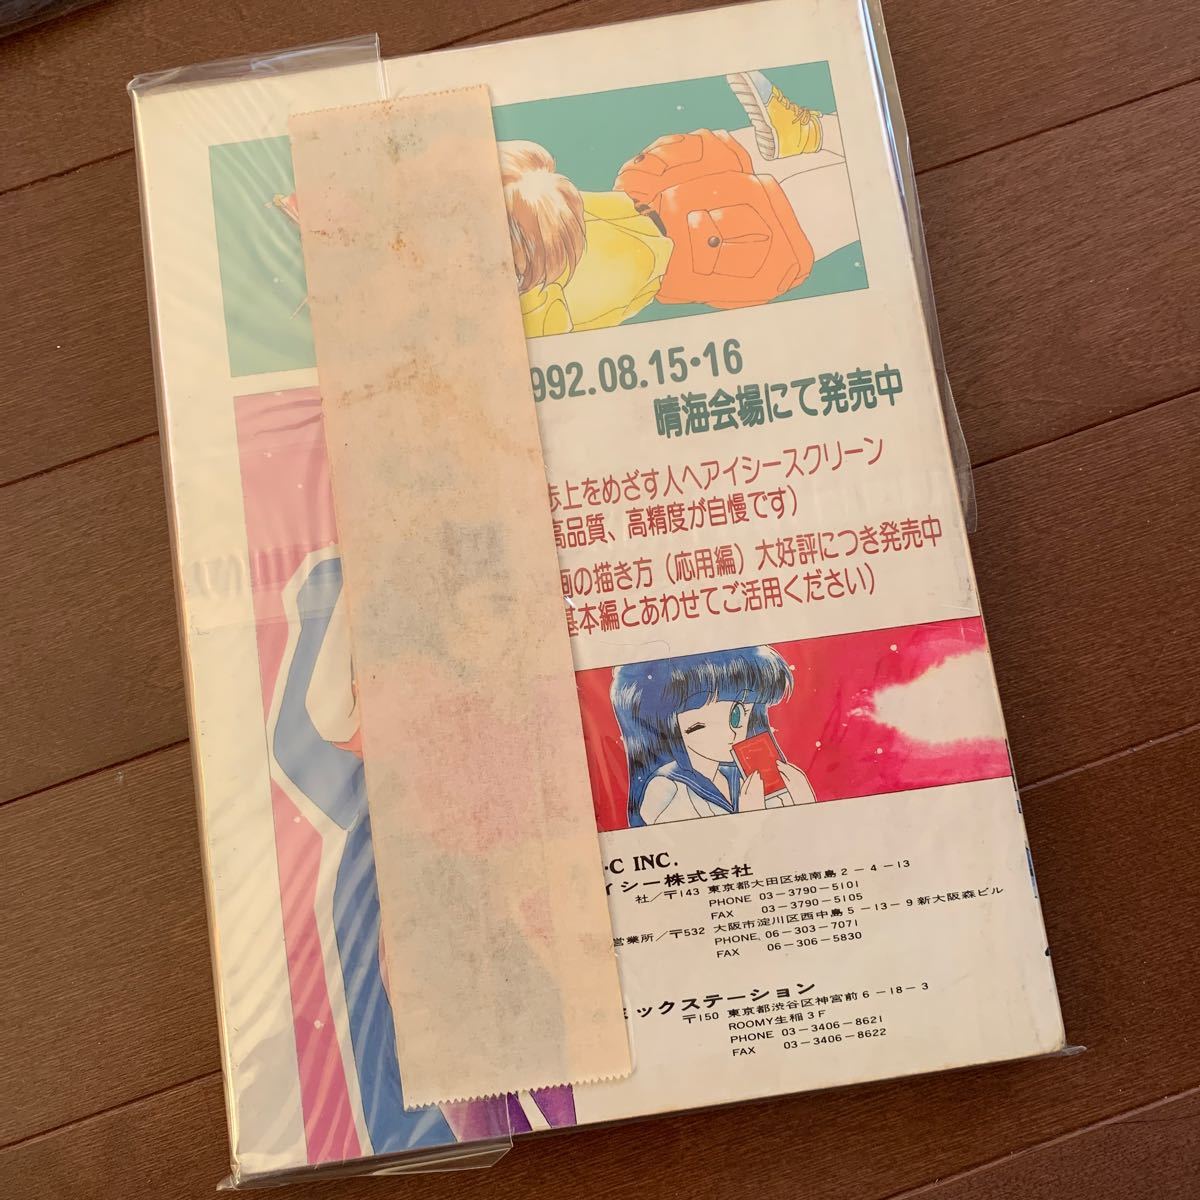 992.08.15・16
晴海会場にて発売中
上をめざす人へアイシースクリーン
高品質、高精度が自慢です）
画の描き方（応用編）大好評につき発売中
基本編とあわせてご活用ください）
C INC.
ィシー株式会社
社／〒143 東京都大田区城南島2－4－13
PHONE 03－3790－5101
FAX 03－3790－5105
営業所／〒532 大阪市淀川区西中島5－13－9新大阪森ビル
PHONE 06－303－7071
FAX 06－306－5830
ミックステーション
〒150 東京都渋谷区神宮前6－18－3
ROOMY生稲3F
PHONE 03－3406－8621
FAX 03－3406－8622